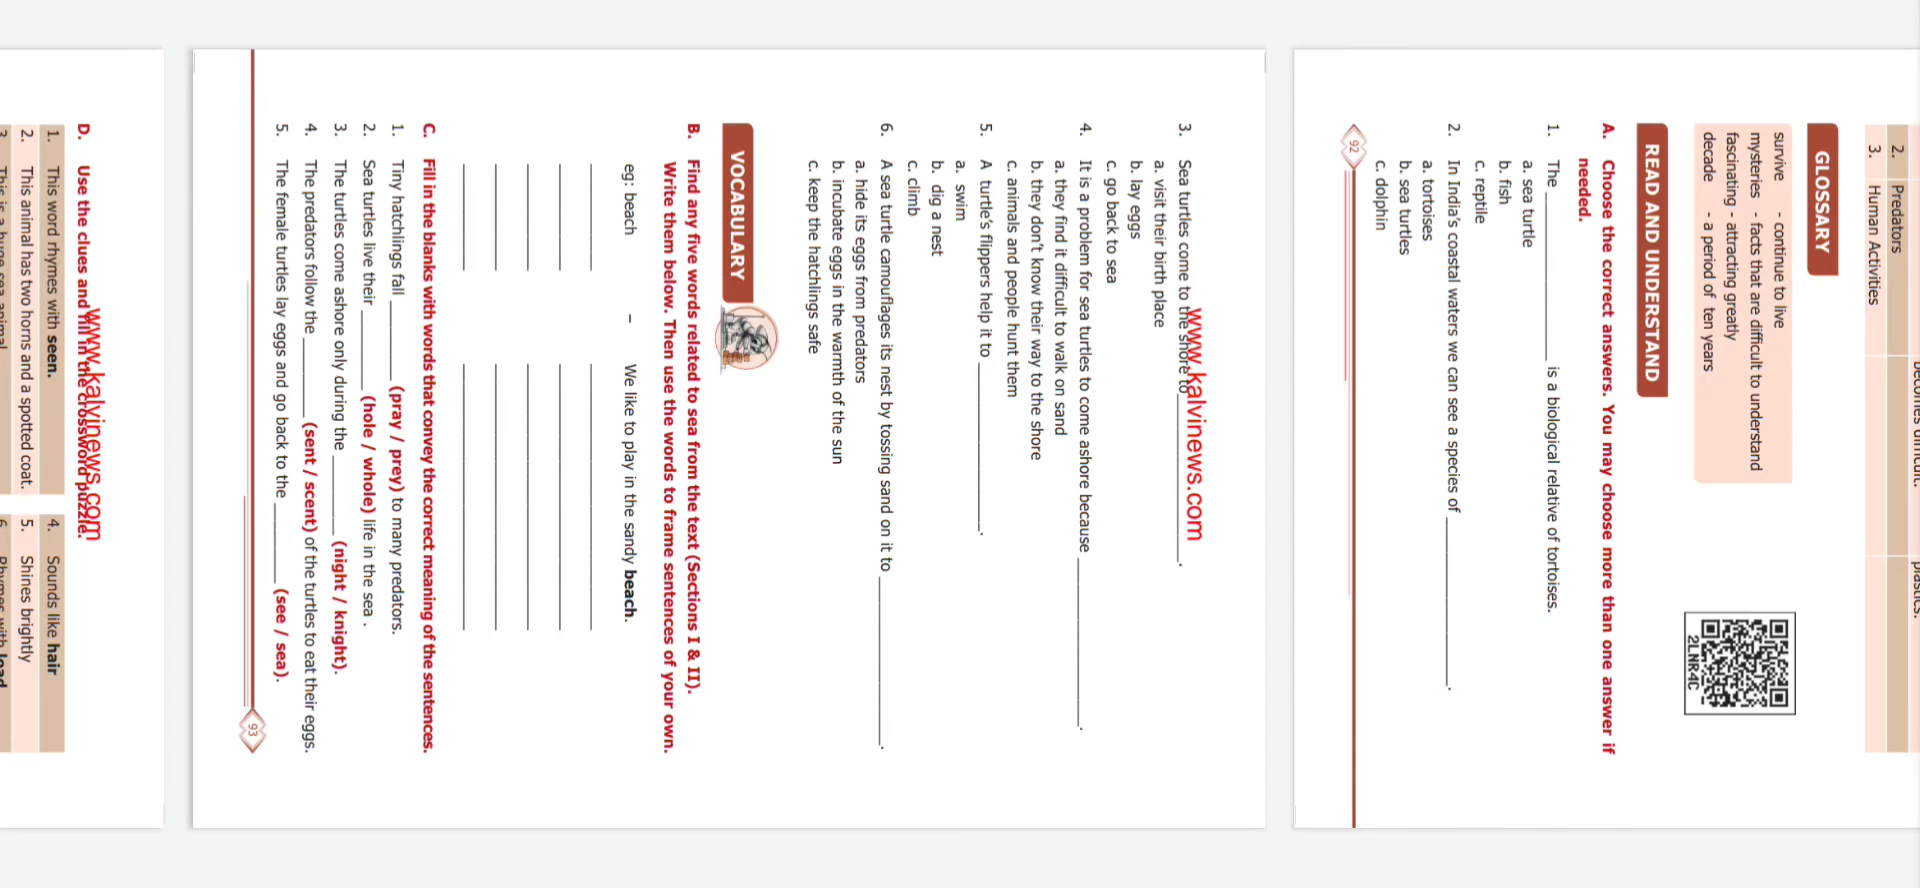 2. Predators
3. Human Activities
GLOSSARY
survive - continue to live
mysteries - facts that are difficult to understand
fascinating - attracting greatly
decade - a period of ten years
2LNR4C
READ AND UNDERSTAND
A. Choose the correct answers. You may choose more than one answer if
needed.
1. The ____________ is a biological relative of tortoises.
a. sea turtle
b. fish
c. reptile
2. In India's coastal waters we can see a species of ____________.
a. tortoises
b. sea turtles
c. dolphin
92
www.kalvinews.com
3. Sea turtles come to the shore to ____________.
a. visit their birth place
b. lay eggs
c. go back to sea
4. It is a problem for sea turtles to come ashore because ____________.
a. they find it difficult to walk on sand
b. they don't know their way to the shore
c. animals and people hunt them
5. A turtle's flippers help it to ____________.
a. swim
b. dig a nest
c. climb
6. A sea turtle camouflages its nest by tossing sand on it to ____________.
a. hide its eggs from predators
b. incubate eggs in the warmth of the sun
c. keep the hatchlings safe
VOCABULARY
B. Find any five words related to sea from the text (Sections I & II).
Write them below. Then use the words to frame sentences of your own.
eg: beach – We like to play in the sandy beach.
C. Fill in the blanks with words that convey the correct meaning of the sentences.
1. Tiny hatchlings fall ________ (pray / prey) to many predators.
2. Sea turtles live their ________ (hole / whole) life in the sea .
3. The turtles come ashore only during the ________ (night / knight).
4. The predators follow the ________ (sent / scent) of the turtles to eat their eggs.
5. The female turtles lay eggs and go back to the ________ (see / sea).
93
www.kalvinews.com
D. Use the clues and fill in the crossword puzzle.
1. This word rhymes with seen.
2. This animal has two horns and a spotted coat.
4. Sounds like hair
5. Shines brightly